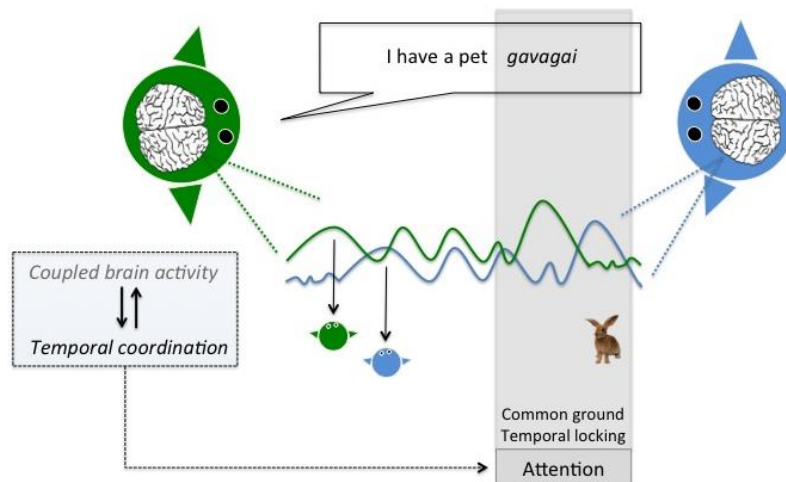 I have a pet gavagai
Coupled brain activity
Temporal coordination
Common ground
Temporal locking
Attention